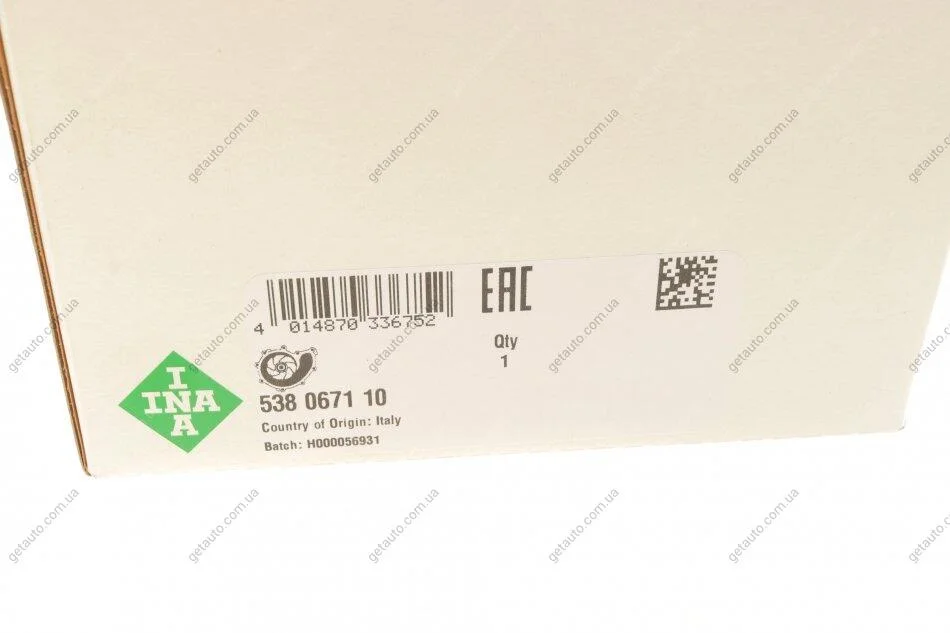 getauto.com.ua
EAC
4 014870 336752
Qty
1
I
INA
A
538 0671 10
Country of Origin: Italy
Batch: H000056931